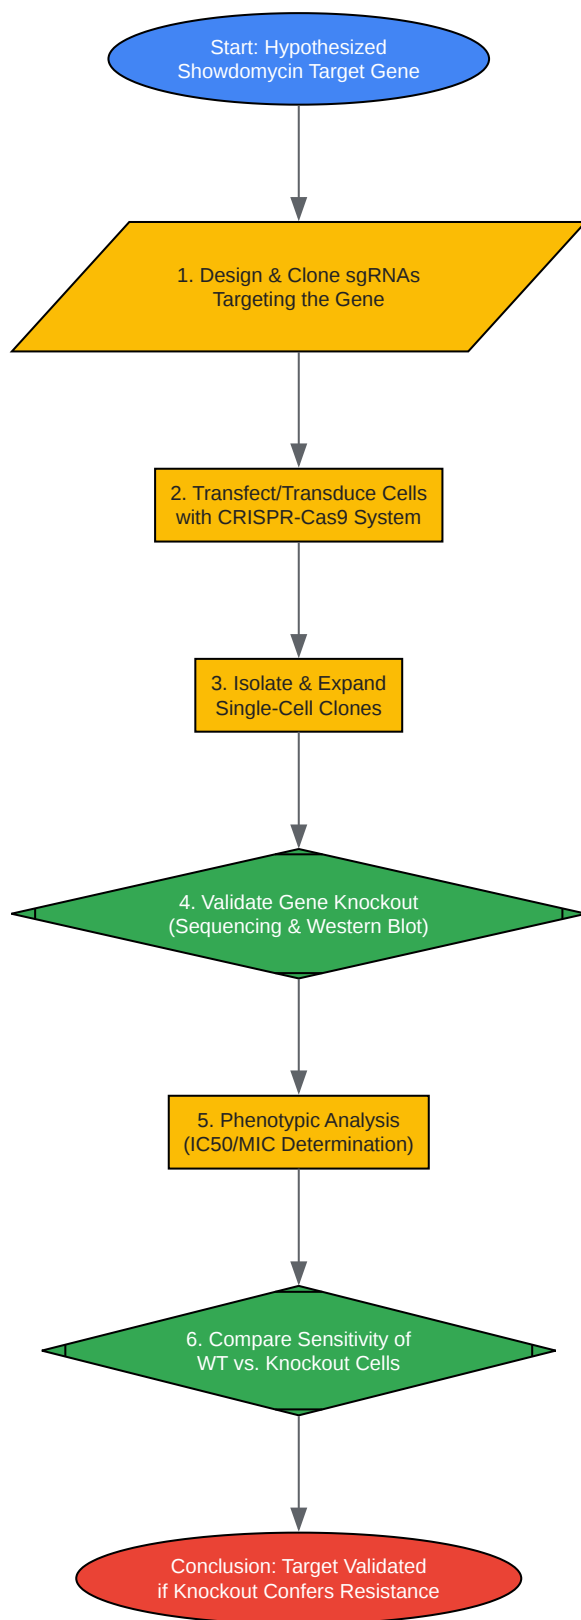 Start: Hypothesized
Showdomycin Target Gene
1. Design & Clone sgRNAs
Targeting the Gene
2. Transfect/Transduce Cells
with CRISPR-Cas9 System
3. Isolate & Expand
Single-Cell Clones
4. Validate Gene Knockout
(Sequencing & Western Blot)
5. Phenotypic Analysis
(IC50/MIC Determination)
6. Compare Sensitivity of
WT vs. Knockout Cells
Conclusion: Target Validated
if Knockout Confers Resistance